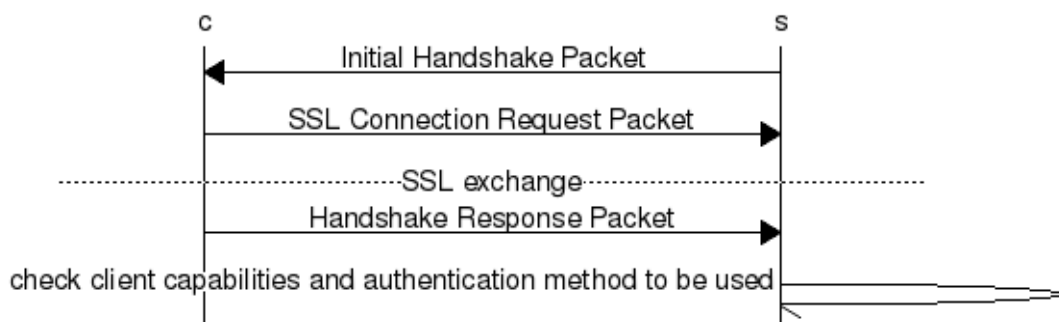 c s
Initial Handshake Packet
SSL Connection Request Packet
SSL exchange
Handshake Response Packet
check client capabilities and authentication method to be used